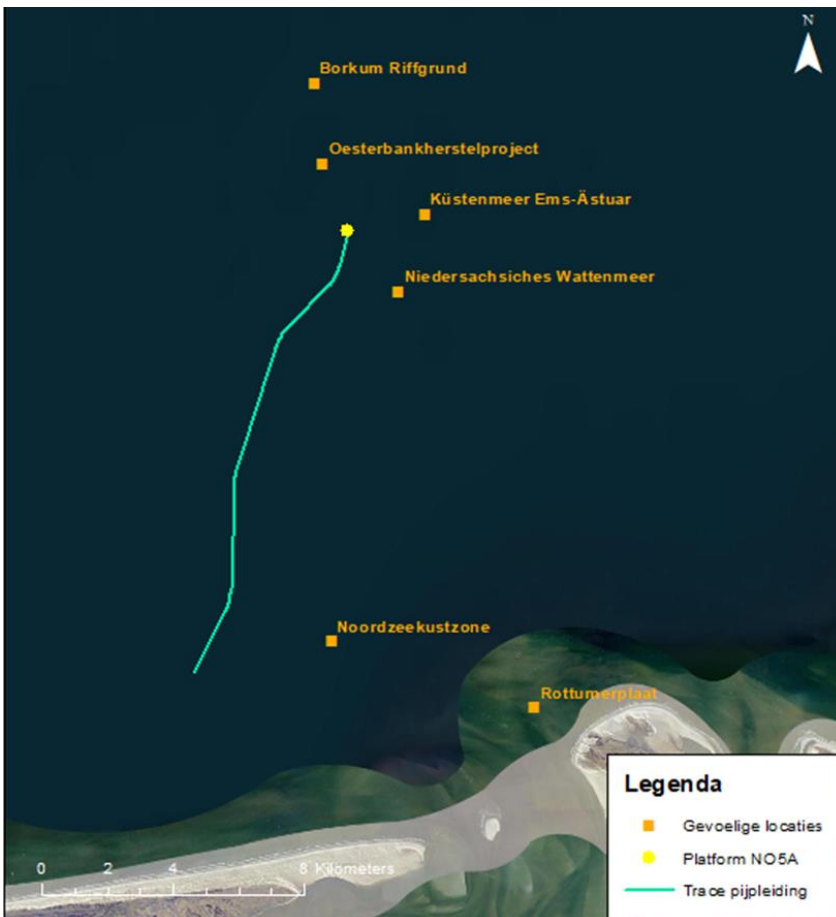 N
Borkum Riffgrund
Oesterbankherstelproject
Küstenmeer Ems-Ästuar
Niedersachsiches Wattenmeer
Noordzeekustzone
Rottumerplaat
Legenda
Gevoelige locaties
Platform NO5A
Trace pijpleiding
0 2 4 8 Kilometers